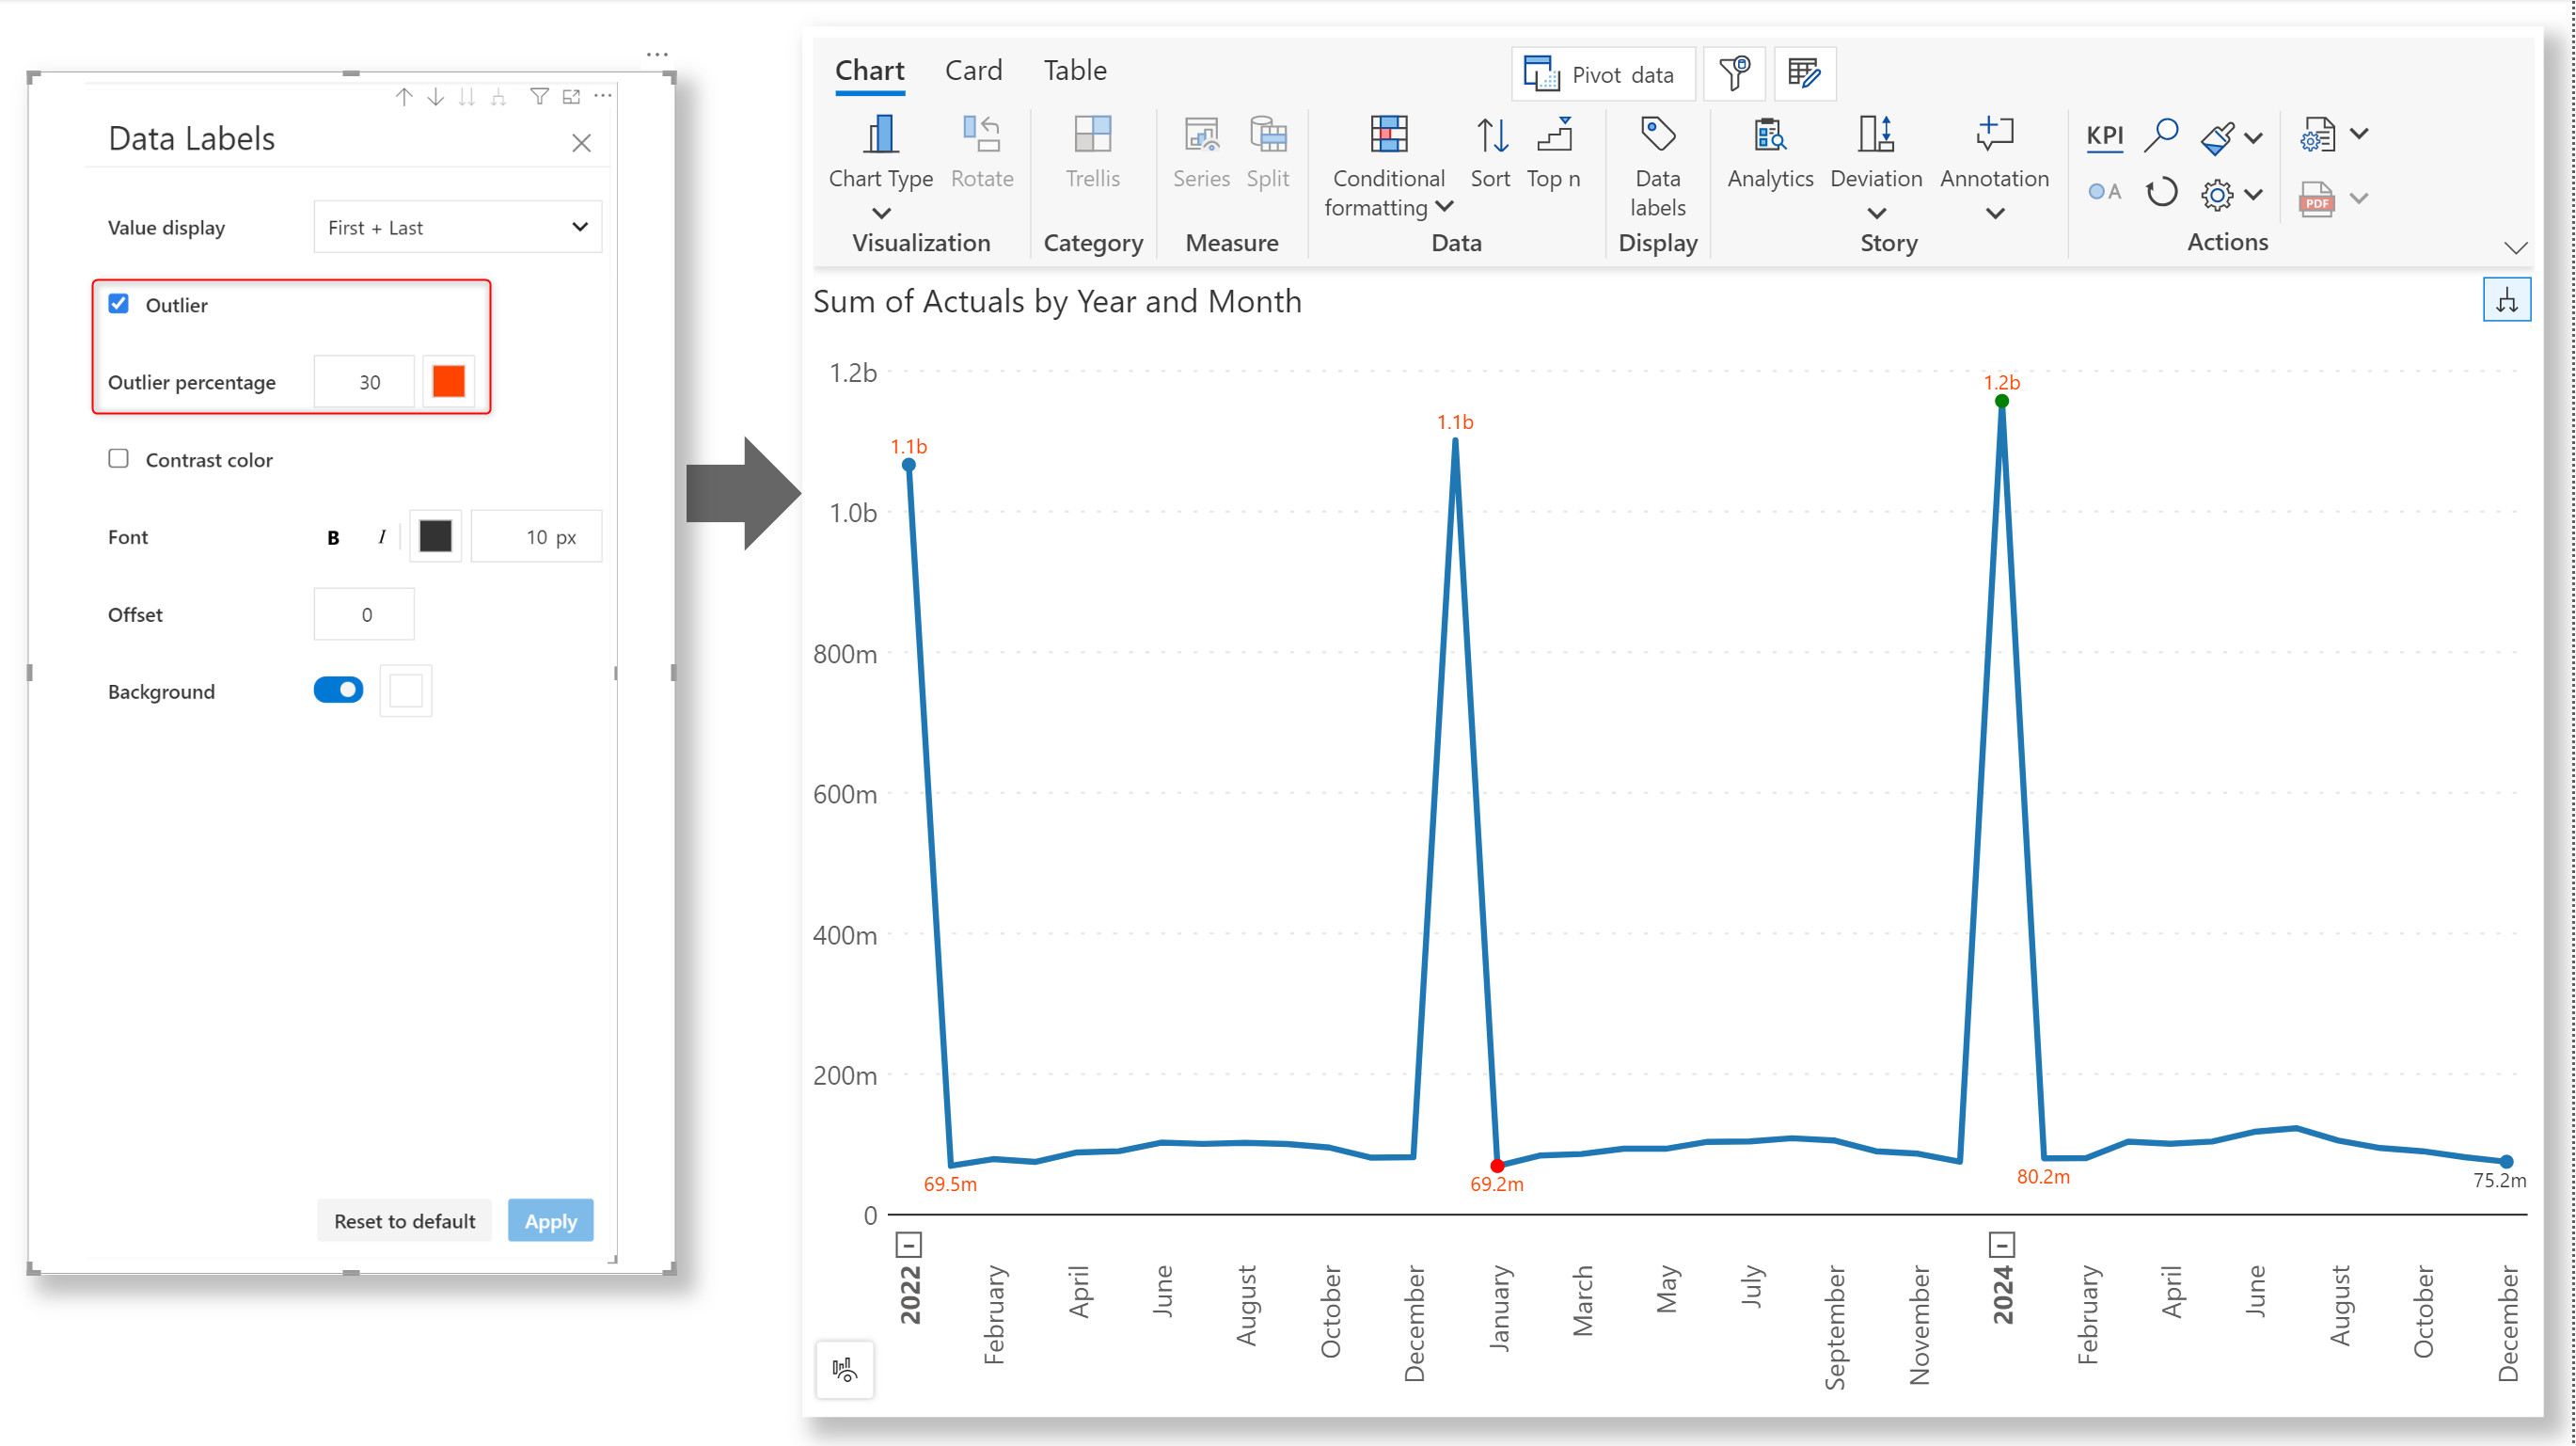 Data Labels
Value display
First + Last
Outlier
Outlier percentage
30
Contrast color
Font
B
I
10 px
Offset
0
Background
Reset to default
Apply
Chart Card Table
Pivot data
Chart Type
Rotate
Visualization
Trellis
Category
Series
Split
Measure
Conditional
formatting
Sort
Top n
Data
Data
labels
Display
Analytics
Deviation
Annotation
Story
KPI
A
PDF
Actions
Sum of Actuals by Year and Month
1.2b
1.0b
800m
600m
400m
200m
0
1.1b
1.1b
1.2b
69.5m
69.2m
80.2m
75.2m
2022
February
April
June
August
October
December
January
March
May
July
September
November
2024
February
April
June
August
October
December